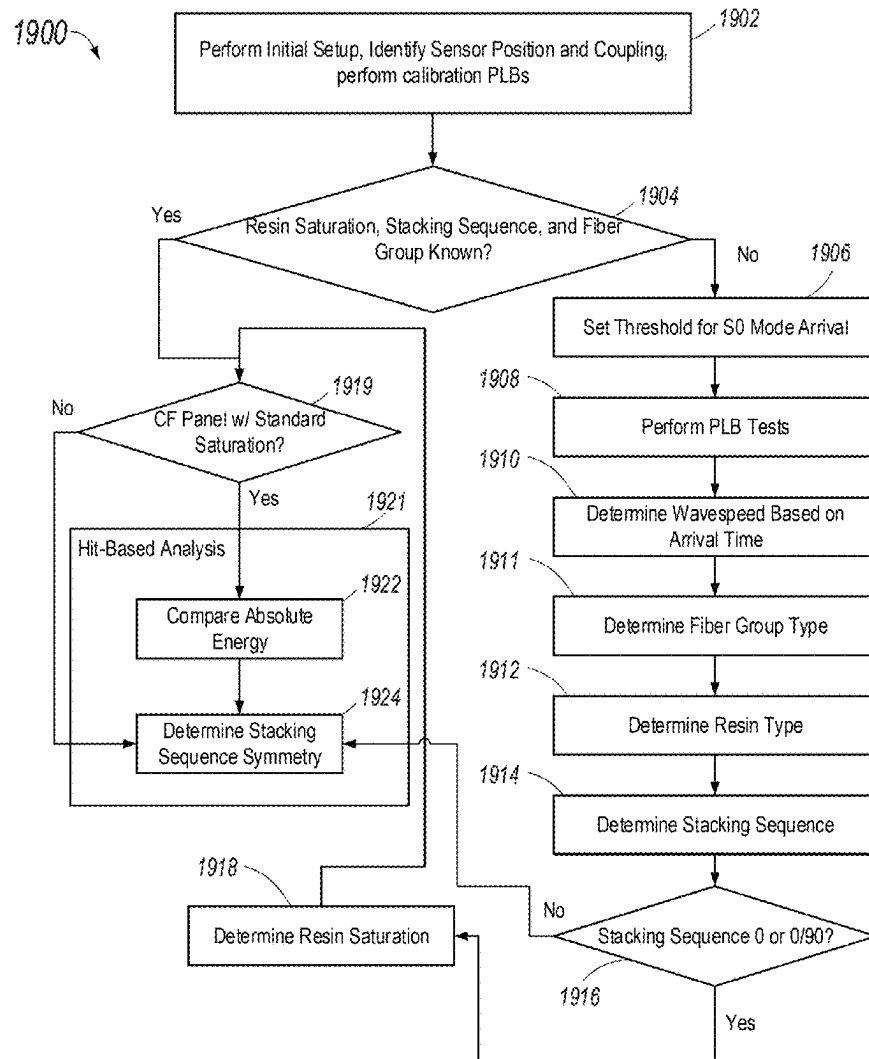 1900
1902
Perform Initial Setup, Identify Sensor Position and Coupling,
perform calibration PLBs
1904
Yes
Resin Saturation, Stacking Sequence, and Fiber
Group Known?
No
1906
Set Threshold for S0 Mode Arrival
1908
Perform PLB Tests
1910
Determine Wavespeed Based on
Arrival Time
1911
Determine Fiber Group Type
1912
Determine Resin Type
1914
Determine Stacking Sequence
No
Stacking Sequence 0 or 0/90?
1916
Yes
1918
Determine Resin Saturation
1919
No
CF Panel w/ Standard
Saturation?
Yes
1921
Hit-Based Analysis
1922
Compare Absolute
Energy
1924
Determine Stacking
Sequence Symmetry